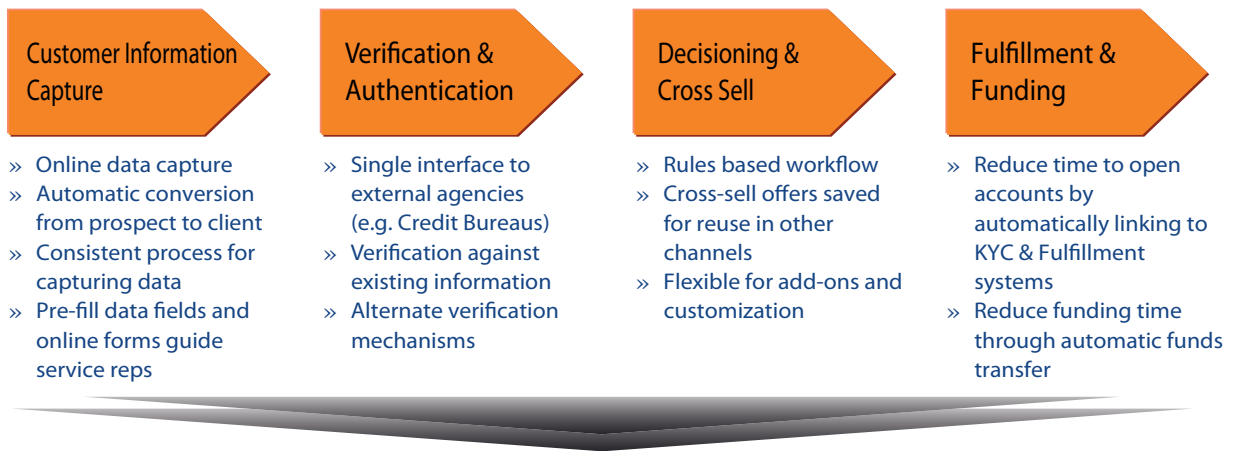 Customer Information
Capture
» Online data capture
» Automatic conversion
from prospect to client
» Consistent process for
capturing data
» Pre-fill data fields and
online forms guide
service reps
Verification &
Authentication
» Single interface to
external agencies
(e.g. Credit Bureaus)
» Verification against
existing information
» Alternate verification
mechanisms
Decisioning &
Cross Sell
» Rules based workflow
» Cross-sell offers saved
for reuse in other
channels
» Flexible for add-ons and
customization
Fulfillment &
Funding
» Reduce time to open
accounts by
automatically linking to
KYC & Fulfillment
systems
» Reduce funding time
through automatic funds
transfer